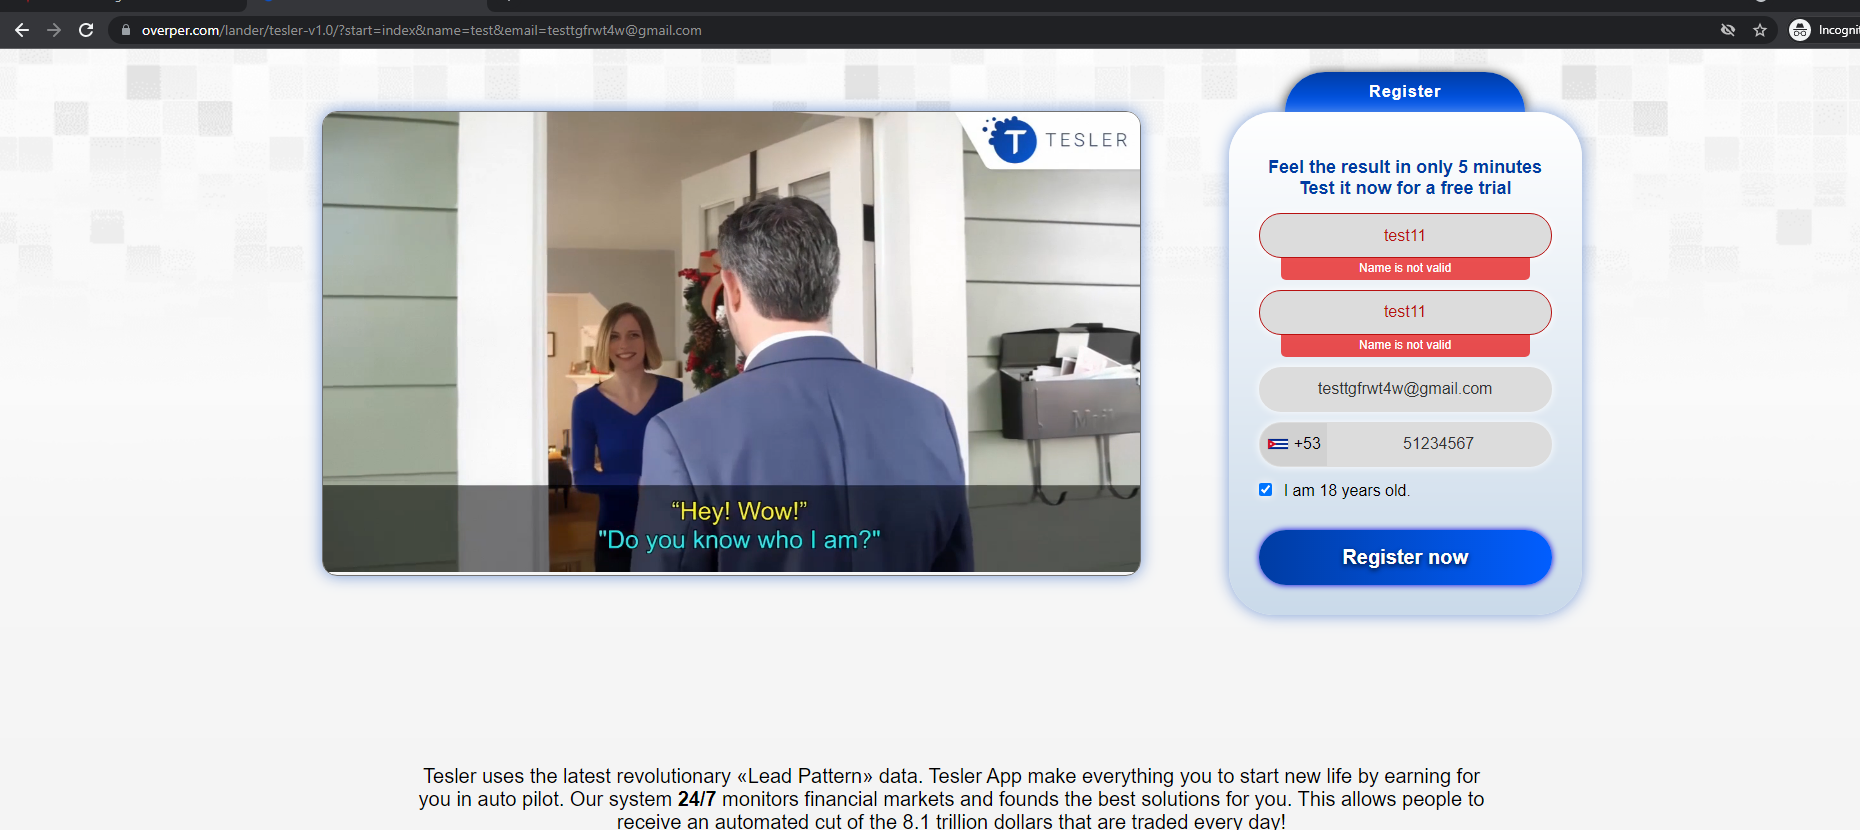 overper.com/lander/tesler-v1.0/?start=index&name=test&email=testtgfrwt4w@gmail.com
Incogni
Register
TESLER
Feel the result in only 5 minutes
Test it now for a free trial
test11
Name is not valid
test11
Name is not valid
testtgfrwt4w@gmail.com
+53 51234567
I am 18 years old.
Register now
Mail
“Hey! Wow!”
"Do you know who I am?"
Tesler uses the latest revolutionary «Lead Pattern» data. Tesler App make everything you to start new life by earning for
you in auto pilot. Our system 24/7 monitors financial markets and founds the best solutions for you. This allows people to
receive an automated cut of the 8.1 trillion dollars that are traded every day!